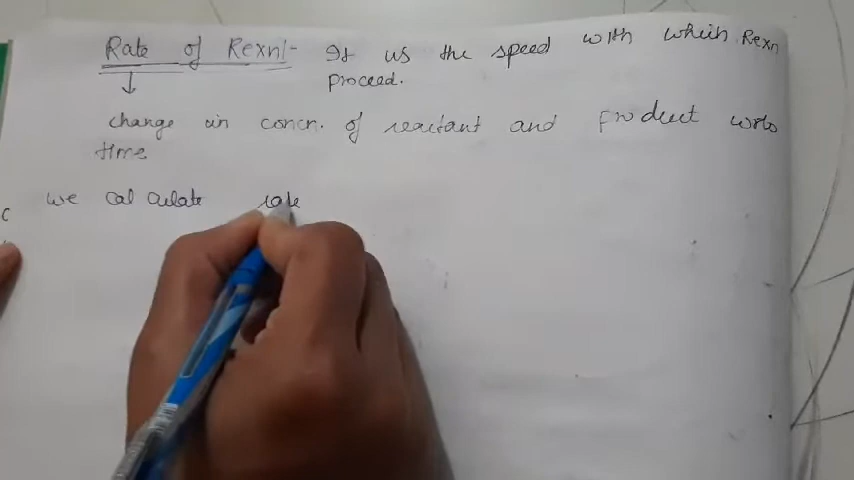 Rate of Rexn!- It us the speed with which Rexn
proceed.
change in concn. of reactant and product
time
we calculate rate